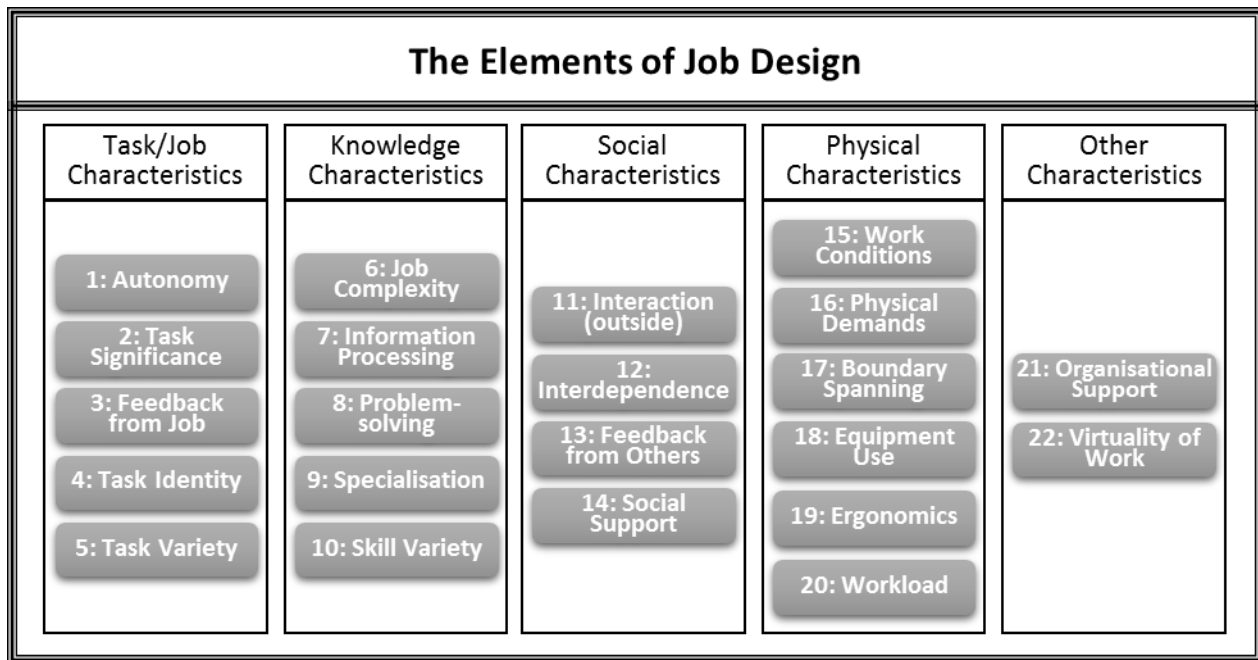 The Elements of Job Design
Task/Job
Characteristics
1: Autonomy
2: Task
Significance
3: Feedback
from Job
4: Task Identity
5: Task Variety
Knowledge
Characteristics
6: Job
Complexity
7: Information
Processing
8: Problem-
solving
9: Specialisation
10: Skill Variety
Social
Characteristics
11: Interaction
(outside)
12:
Interdependence
13: Feedback
from Others
14: Social
Support
Physical
Characteristics
15: Work
Conditions
16: Physical
Demands
17: Boundary
Spanning
18: Equipment
Use
19: Ergonomics
20: Workload
Other
Characteristics
21: Organisational
Support
22: Virtuality of
Work